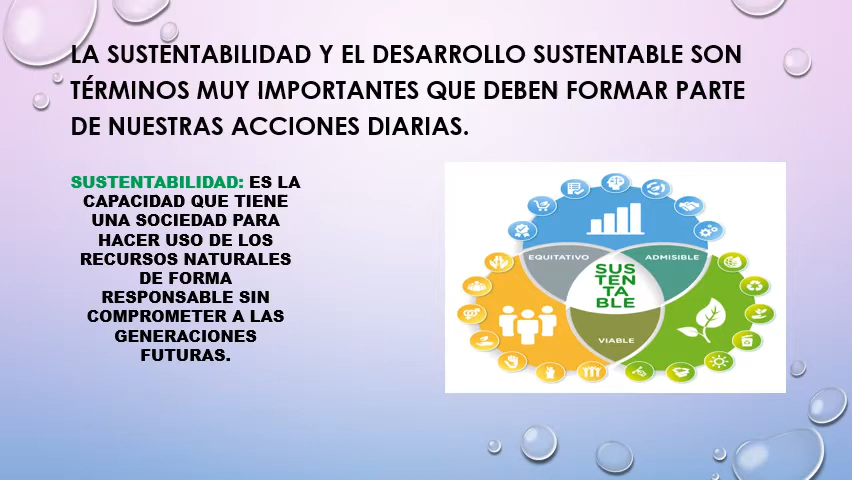 LA SUSTENTABILIDAD Y EL DESARROLLO SUSTENTABLE SON
TÉRMINOS MUY IMPORTANTES QUE DEBEN FORMAR PARTE
DE NUESTRAS ACCIONES DIARIAS.
SUSTENTABILIDAD: ES LA
CAPACIDAD QUE TIENE
UNA SOCIEDAD PARA
HACER USO DE LOS
RECURSOS NATURALES
DE FORMA
RESPONSABLE SIN
COMPROMETER A LAS
GENERACIONES
FUTURAS.
EQUITATIVO
ADMISIBLE
SUS
TEN
TA
BLE
VIABLE